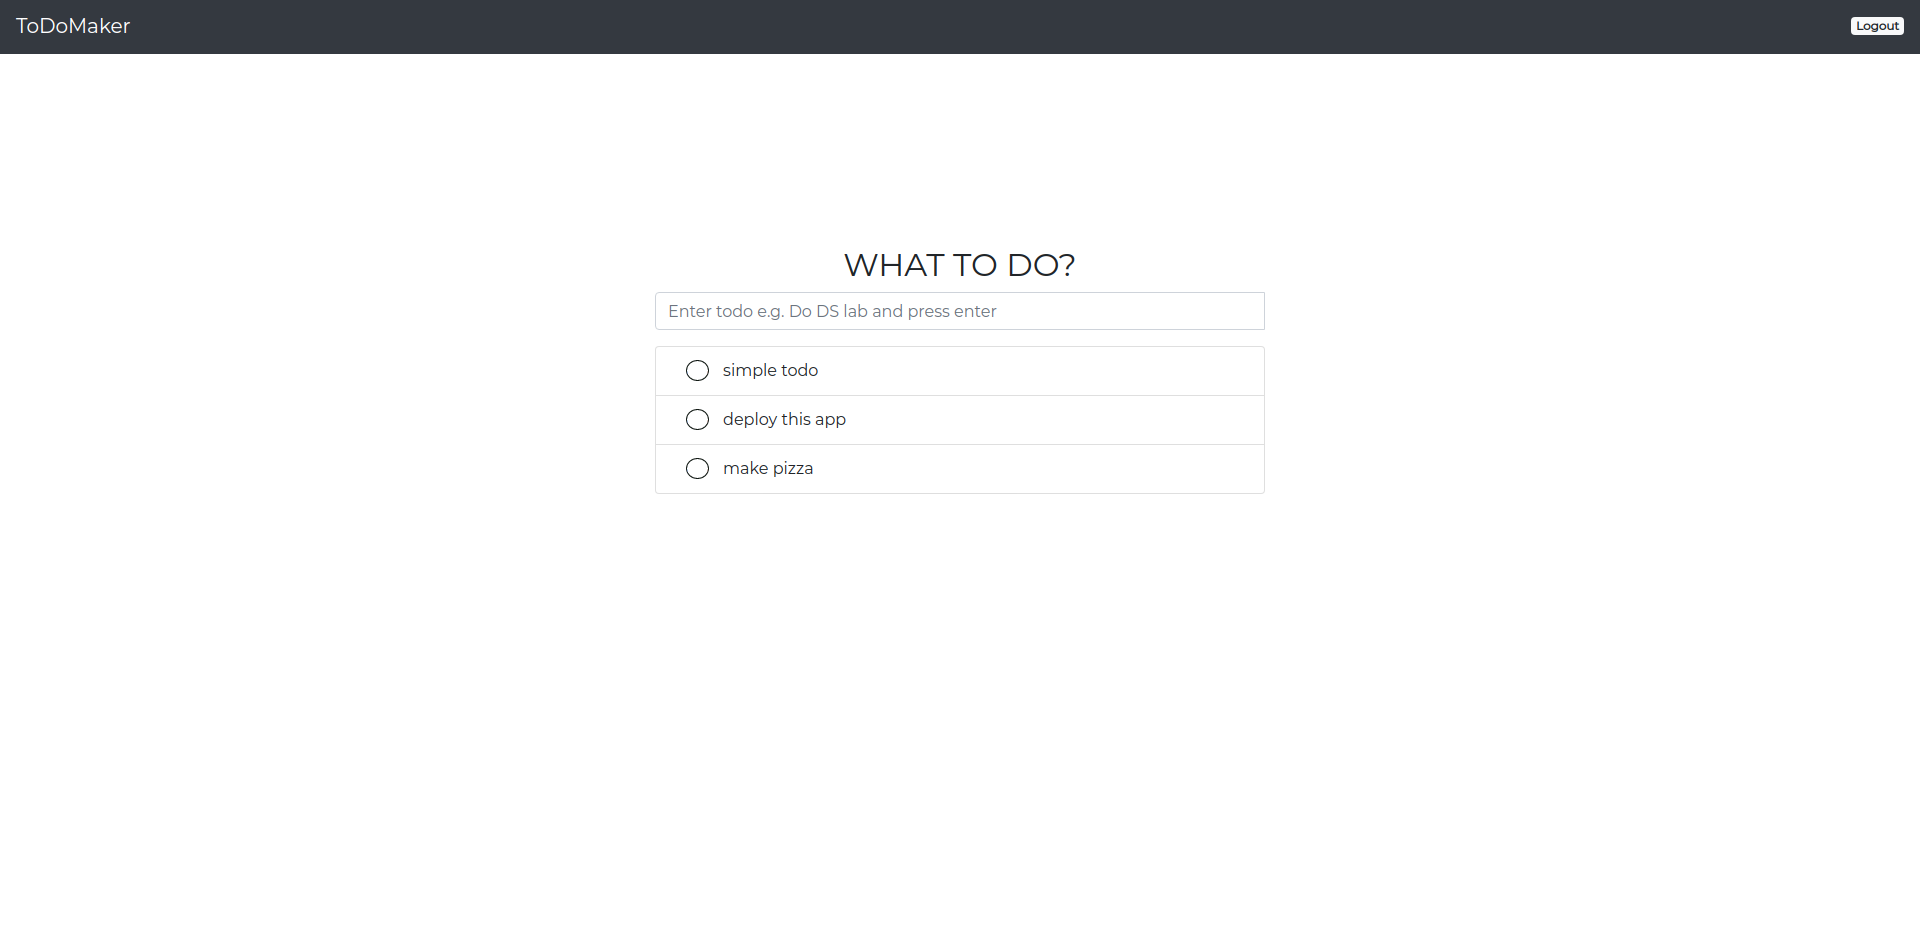 ToDoMaker
Logout
WHAT TO DO?
Enter todo e.g. Do DS lab and press enter
simple todo
deploy this app
make pizza